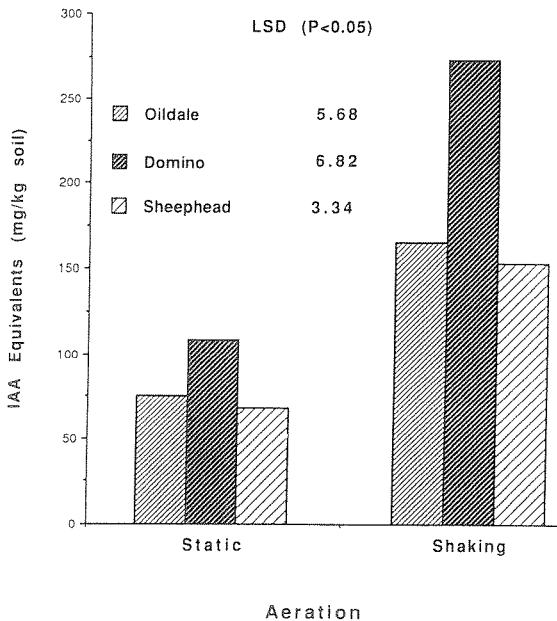 LSD (P<0.05)
Oildale 5.68
Domino 6.82
Sheephead 3.34
IAA Equivalents (mg/kg soil)
300
250
200
150
100
50
0
Static Shaking
Aeration